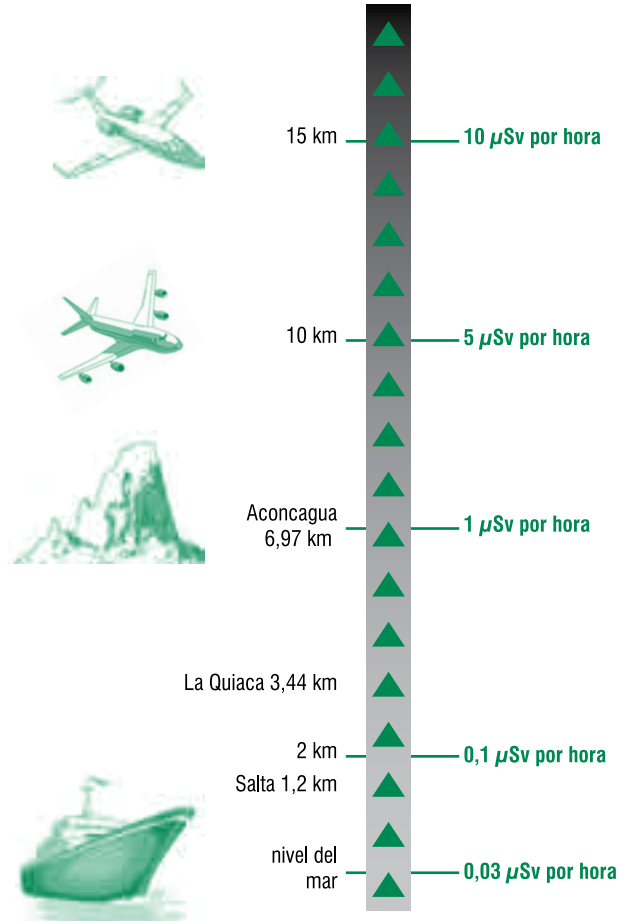 15 km
10 µSv por hora
10 km
5 µSv por hora
Aconcagua
6,97 km
1 µSv por hora
La Quiaca 3,44 km
2 km
0,1 µSv por hora
Salta 1,2 km
nivel del
mar
0,03 µSv por hora